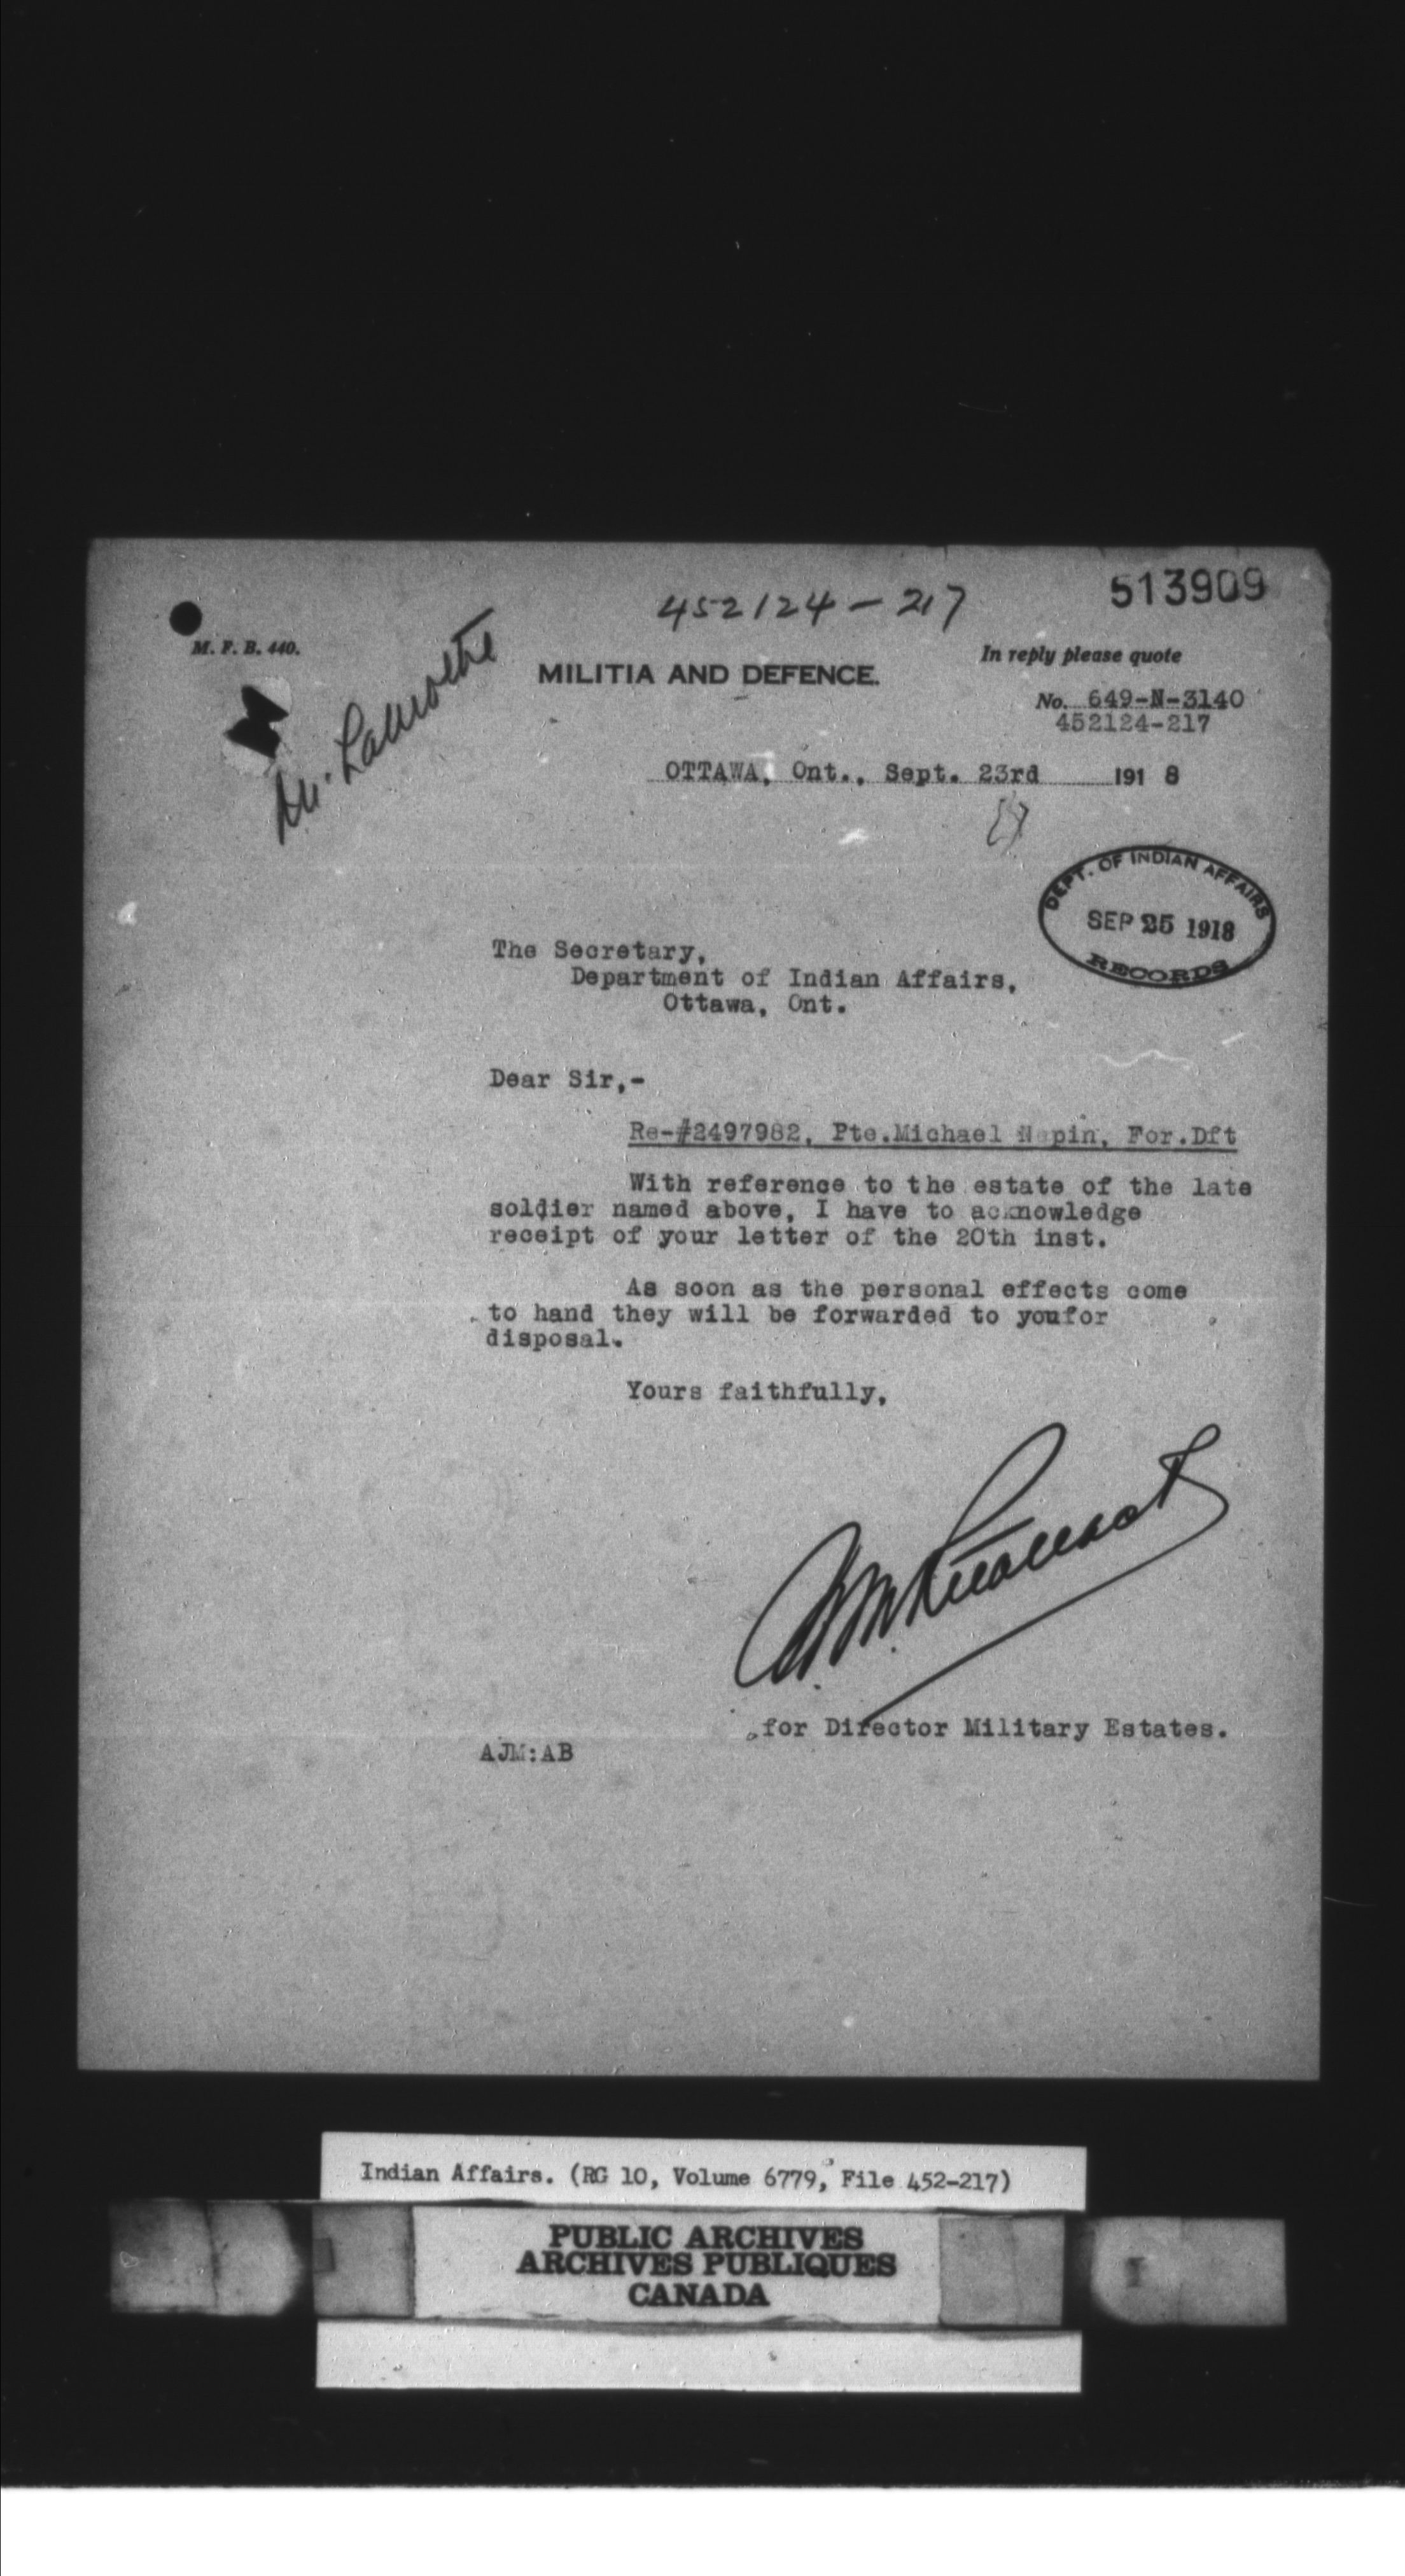 452124-217
513909
M. F. B. 440.
In reply please quote
MILITIA AND DEFENCE.
No. 649-N-3140
452124-217
OTTAWA, Ont., Sept. 23rd 1918
DEPT. OF INDIAN AFFAIRS
SEP 25 1918
RECORDS
The Secretary,
Department of Indian Affairs,
Ottawa, Ont.
Dear Sir,-
Re-#2497982, Pte.Michael Napin, For.Dft
With reference to the estate of the late
soldier named above, I have to acknowledge
receipt of your letter of the 20th inst.
As soon as the personal effects come
to hand they will be forwarded to youfor
disposal.
Yours faithfully,
for Director Military Estates.
AJM:AB
Indian Affairs. (RG 10, Volume 6779, File 452-217)
PUBLIC ARCHIVES
ARCHIVES PUBLIQUES
CANADA